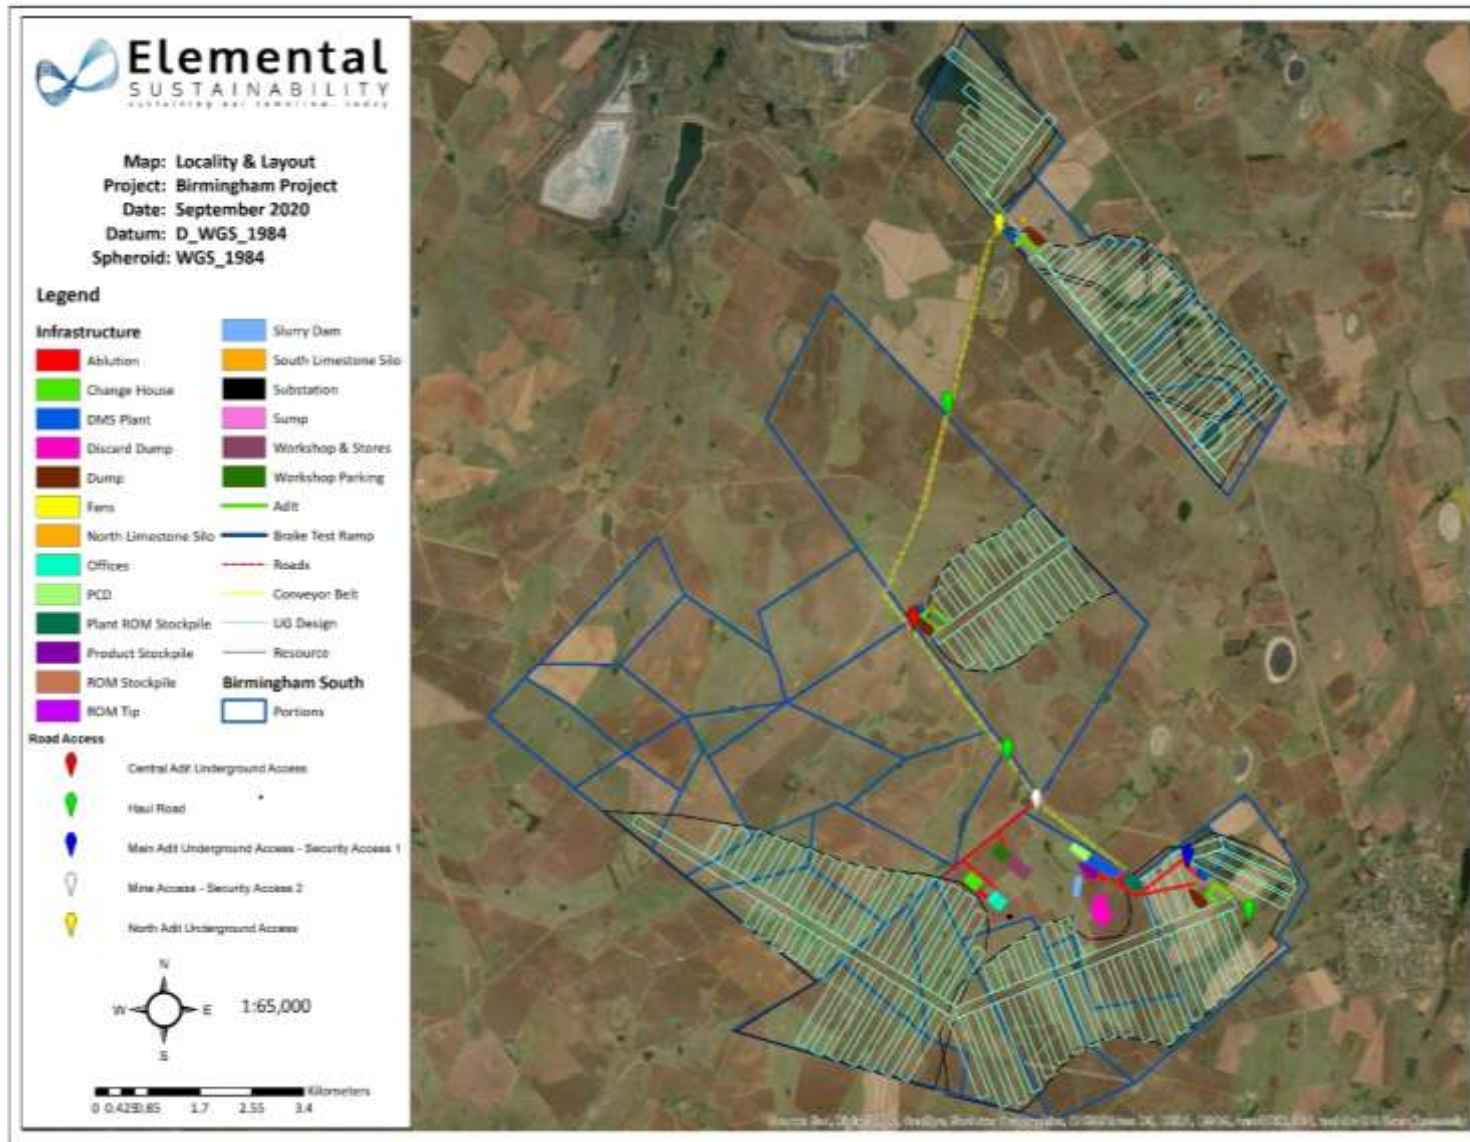 Elemental
SUSTAINABILITY
sustaining our tomorrow, today
Map: Locality & Layout
Project: Birmingham Project
Date: September 2020
Datum: D_WGS_1984
Spheroid: WGS_1984
Legend
Infrastructure
Ablution
Change House
DMS Plant
Discard Dump
Dump
Fans
North Limestone Silo
Offices
PCD
Plant ROM Stockpile
Product Stockpile
ROM Stockpile
ROM Tip
Slurry Dam
South Limestone Silo
Substation
Sump
Workshop & Stores
Workshop Parking
Adit
Brake Test Ramp
Roads
Conveyor Belt
UG Design
Resource
Birmingham South
Portions
Road Access
Central Adit Underground Access
Haul Road
Main Adit Underground Access - Security Access 1
Mine Access - Security Access 2
North Adit Underground Access
N
W E
S
1:65,000
Kilometers
0 0.425 0.85 1.7 2.55 3.4